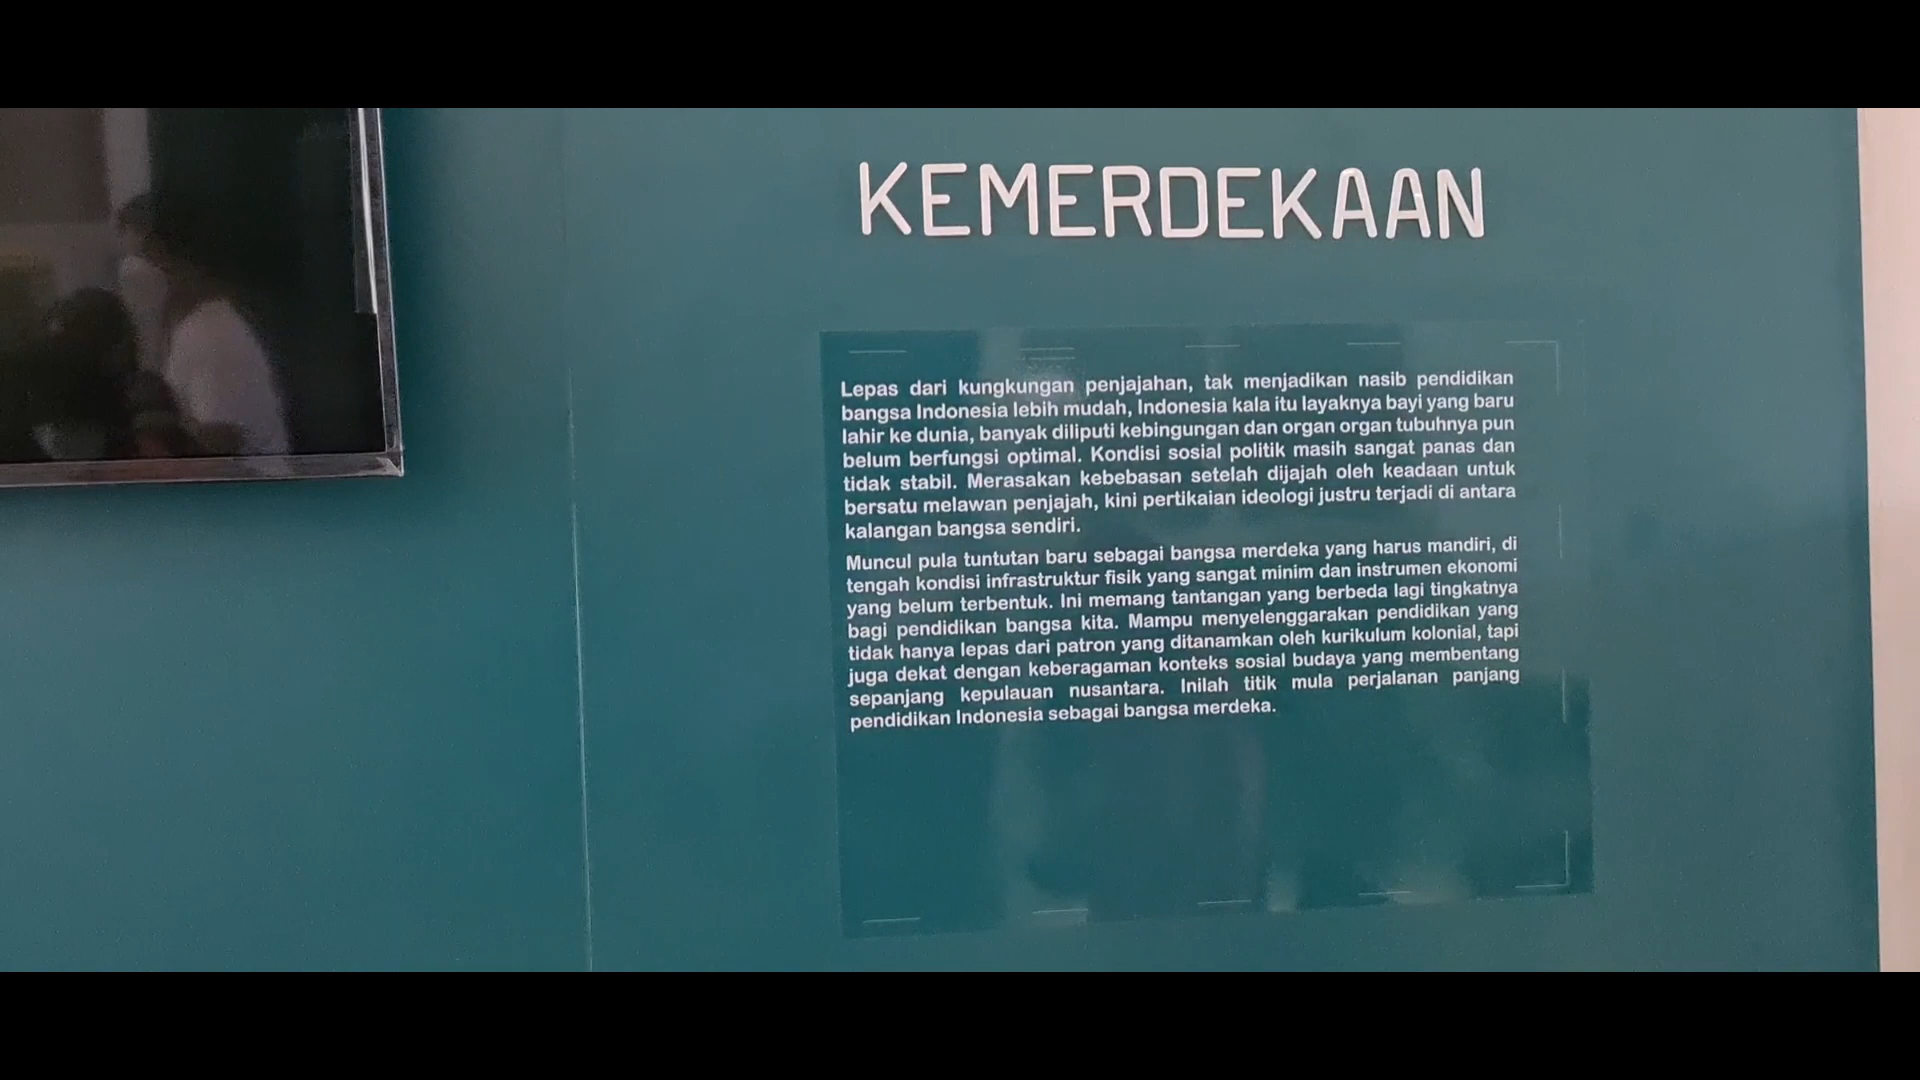 KEMERDEKAAN
Lepas dari kungkungan penjajahan, tak menjadikan nasib pendidikan
bangsa Indonesia lebih mudah, Indonesia kala itu layaknya bayi yang baru
lahir ke dunia, banyak diliputi kebingungan dan organ organ tubuhnya pun
belum berfungsi optimal. Kondisi sosial politik masih sangat panas dan
tidak stabil. Merasakan kebebasan setelah dijajah oleh keadaan untuk
bersatu melawan penjajah, kini pertikaian ideologi justru terjadi di antara
kalangan bangsa sendiri.
Muncul pula tuntutan baru sebagai bangsa merdeka yang harus mandiri, di
tengah kondisi infrastruktur fisik yang sangat minim dan instrumen ekonomi
yang belum terbentuk. Ini memang tantangan yang berbeda lagi tingkatnya
bagi pendidikan bangsa kita. Mampu menyelenggarakan pendidikan yang
tidak hanya lepas dari patron yang ditanamkan oleh kurikulum kolonial, tapi
juga dekat dengan keberagaman konteks sosial budaya yang membentang
sepanjang kepulauan nusantara. Inilah titik mula perjalanan panjang
pendidikan Indonesia sebagai bangsa merdeka.